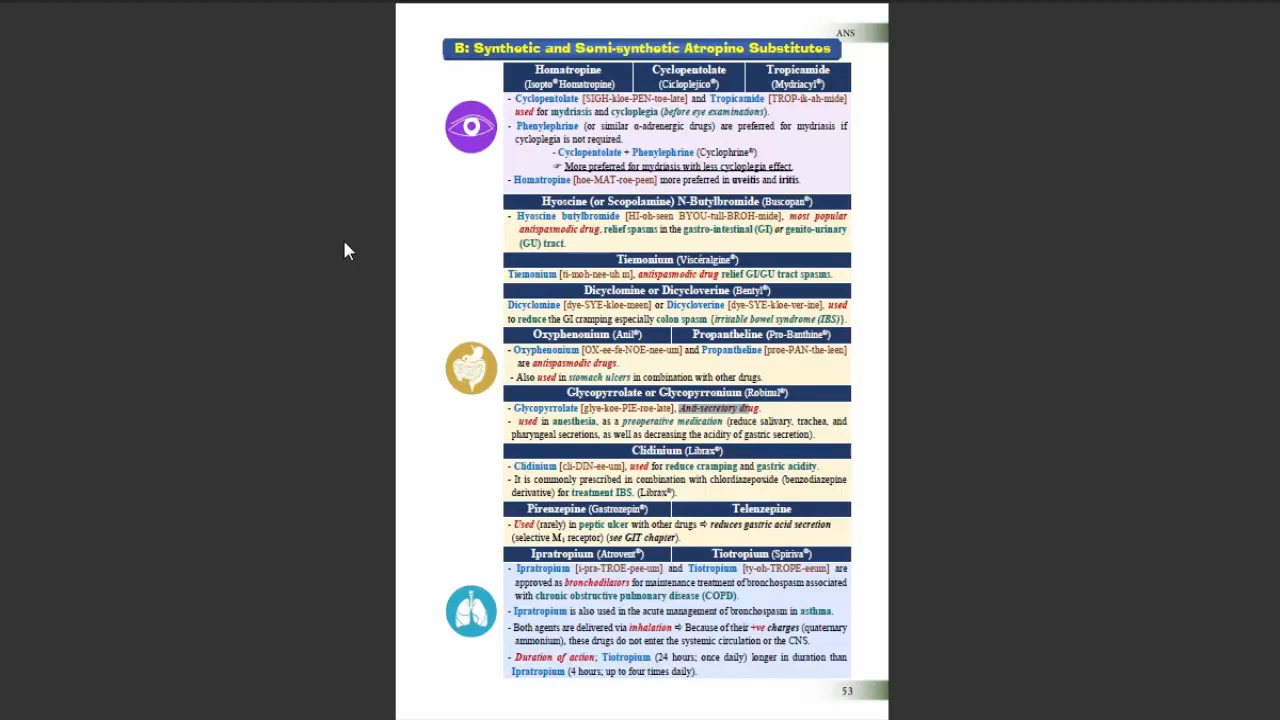 ANS
B: Synthetic and Semi-synthetic Atropine Substitutes
Homatropine Cyclopentolate Tropicamide
(Isopto® Homatropine) (Cicloplejico®) (Mydriacyl®)
- Cyclopentolate [SIGH-kloe-PEN-toe-late] and Tropicamide [TROP-ik-ah-mide]
used for mydriasis and cycloplegia (before eye examinations).
- Phenylephrine (or similar α-adrenergic drugs) are preferred for mydriasis if
cycloplegia is not required.
- Cyclopentolate + Phenylephrine (Cyclophrine®)
☞ More preferred for mydriasis with less cycloplegia effect.
- Homatropine [hoe-MAT-roe-peen] more preferred in uveitis and iritis.
Hyoscine (or Scopolamine) N-Butylbromide (Buscopan®)
- Hyoscine butylbromide [HI-oh-seen BYOU-tull-BROH-mide], most popular
antispasmodic drug, relief spasms in the gastro-intestinal (GI) or genito-urinary
(GU) tract.
Tiemonium (Viscéralgine®)
Tiemonium [ti-moh-nee-uh m], antispasmodic drug relief GI/GU tract spasms.
Dicyclomine or Dicycloverine (Bentyl®)
Dicyclomine [dye-SYE-kloe-meen] or Dicycloverine [dye-SYE-kloe-ver-ine], used
to reduce the GI cramping especially colon spasm {irritable bowel syndrome (IBS)}.
Oxyphenonium (Anil®) Propantheline (Pro-Banthine®)
- Oxyphenonium [OX-ee-fe-NOE-nee-um] and Propantheline [proe-PAN-the-leen]
are antispasmodic drugs.
- Also used in stomach ulcers in combination with other drugs.
Glycopyrrolate or Glycopyrronium (Robinul®)
- Glycopyrrolate [glye-koe-PIE-roe-late], Anti-secretory drug.
- used in anesthesia, as a preoperative medication (reduce salivary, trachea, and
pharyngeal secretions, as well as decreasing the acidity of gastric secretion).
Clidinium (Librax®)
- Clidinium [cli-DIN-ee-um], used for reduce cramping and gastric acidity.
- It is commonly prescribed in combination with chlordiazepoxide (benzodiazepine
derivative) for treatment IBS. (Librax®).
Pirenzepine (Gastrozepin®) Telenzepine
- Used (rarely) in peptic ulcer with other drugs ⇨ reduces gastric acid secretion
(selective M₁ receptor) (see GIT chapter).
Ipratropium (Atrovent®) Tiotropium (Spiriva®)
- Ipratropium [i-pra-TROE-pee-um] and Tiotropium [ty-oh-TROPE-eeum] are
approved as bronchodilators for maintenance treatment of bronchospasm associated
with chronic obstructive pulmonary disease (COPD).
- Ipratropium is also used in the acute management of bronchospasm in asthma.
- Both agents are delivered via inhalation ⇨ Because of their +ve charges (quaternary
ammonium), these drugs do not enter the systemic circulation or the CNS.
- Duration of action; Tiotropium (24 hours; once daily) longer in duration than
Ipratropium (4 hours; up to four times daily).
53